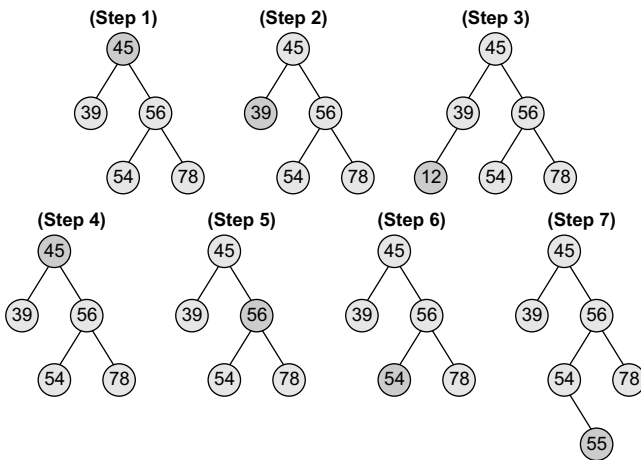 (Step 1) (Step 2) (Step 3)
45 45 45
39 56 39 56 39 56
54 78 54 78 12 54 78
(Step 4) (Step 5) (Step 6) (Step 7)
45 45 45 45
39 56 39 56 39 56 39 56
54 78 54 78 54 78 54 78
55